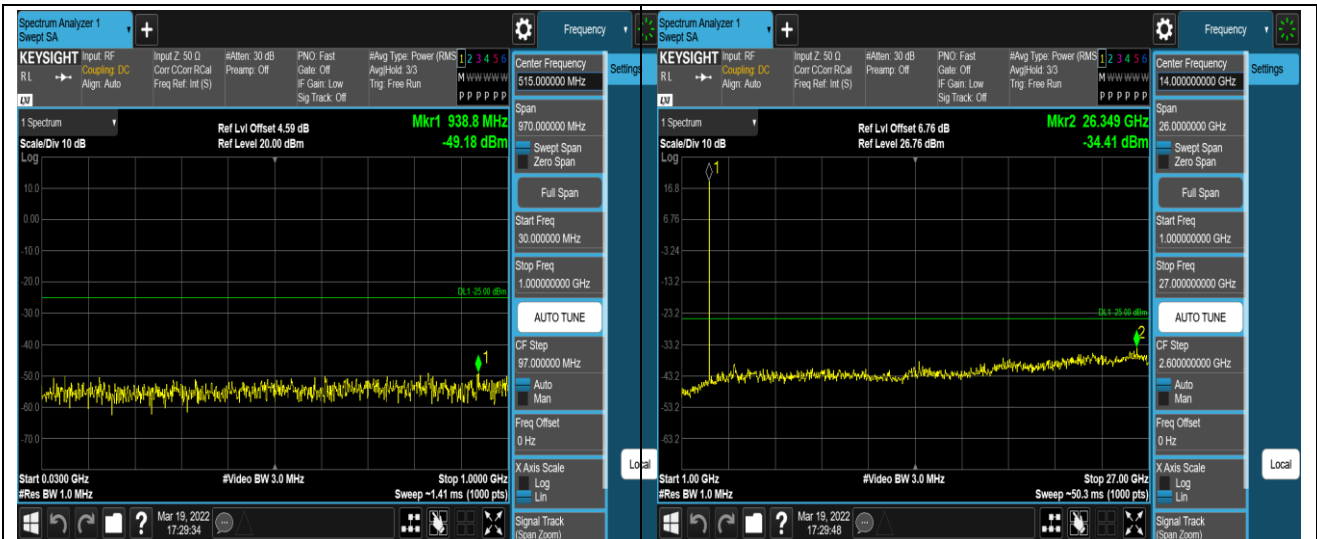 Spectrum Analyzer 1
Swept SA
+
Frequency
KEYSIGHT
Input: RF
Input Z: 50 Ω
#Atten: 30 dB
PNO: Fast
#Avg Type: Power (RMS
1 2 3 4 5 6
R L
Coupling: DC
Corr CCorr RCal
Preamp: Off
Gate: Off
Avg|Hold: 3/3
M W W W W W
Align: Auto
Freq Ref: Int (S)
IF Gain: Low
Trig: Free Run
Sig Track: Off
P P P P P P
LXI
Center Frequency
515.000000 MHz
Settings
Span
970.000000 MHz
Swept Span
Zero Span
Full Span
Start Freq
30.000000 MHz
Stop Freq
1.000000000 GHz
AUTO TUNE
CF Step
97.000000 MHz
Auto
Man
Freq Offset
0 Hz
X Axis Scale
Log
Lin
Signal Track
(Span Zoom)
Local
1 Spectrum
Scale/Div 10 dB
Log
Ref Lvl Offset 4.59 dB
Ref Level 20.00 dBm
Mkr1 938.8 MHz
-49.18 dBm
10.0
0.00
-10.0
-20.0
DL1 -25.00 dBm
-30.0
-40.0
1
-50.0
-60.0
-70.0
Start 0.0300 GHz
#Video BW 3.0 MHz
Stop 1.0000 GHz
#Res BW 1.0 MHz
Sweep ~1.41 ms (1000 pts)
?
Mar 19, 2022
17:29:34
Spectrum Analyzer 1
Swept SA
+
Frequency
KEYSIGHT
Input: RF
Input Z: 50 Ω
#Atten: 30 dB
PNO: Fast
#Avg Type: Power (RMS
1 2 3 4 5 6
R L
Coupling: DC
Corr CCorr RCal
Preamp: Off
Gate: Off
Avg|Hold: 3/3
M W W W W W
Align: Auto
Freq Ref: Int (S)
IF Gain: Low
Trig: Free Run
Sig Track: Off
P P P P P P
LXI
Center Frequency
14.000000000 GHz
Settings
Span
26.0000000 GHz
Swept Span
Zero Span
Full Span
Start Freq
1.000000000 GHz
Stop Freq
27.000000000 GHz
AUTO TUNE
CF Step
2.600000000 GHz
Auto
Man
Freq Offset
0 Hz
X Axis Scale
Log
Lin
Signal Track
(Span Zoom)
Local
1 Spectrum
Scale/Div 10 dB
Log
Ref Lvl Offset 6.76 dB
Ref Level 26.76 dBm
Mkr2 26.349 GHz
-34.41 dBm
1
16.8
6.76
-3.24
-13.2
-23.2
DL1 -25.00 dBm
2
-33.2
-43.2
-53.2
-63.2
Start 1.00 GHz
#Video BW 3.0 MHz
Stop 27.00 GHz
#Res BW 1.0 MHz
Sweep ~50.3 ms (1000 pts)
?
Mar 19, 2022
17:29:48